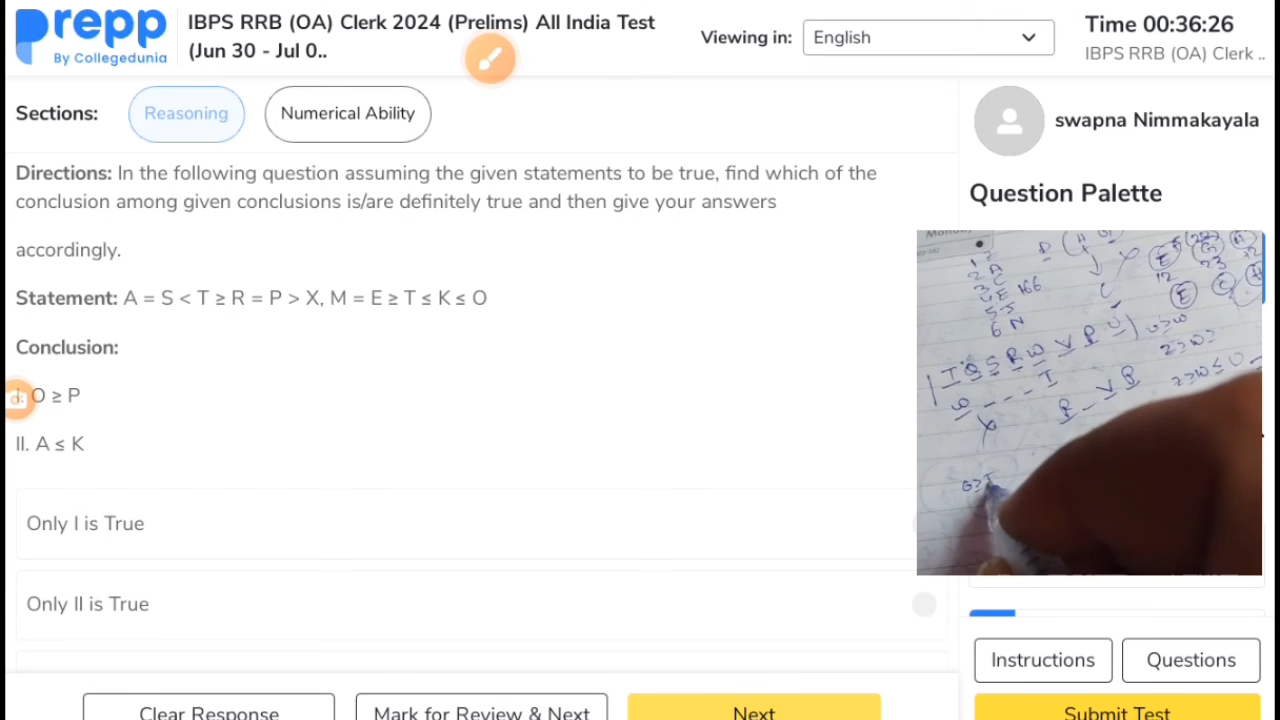 Prepp
By Collegedunia
IBPS RRB (OA) Clerk 2024 (Prelims) All India Test
(Jun 30 - Jul 0..
Viewing in:
English
Time 00:36:26
IBPS RRB (OA) Clerk ..
Sections:
Reasoning
Numerical Ability
swapna Nimmakayala
Question Palette
Directions: In the following question assuming the given statements to be true, find which of the
conclusion among given conclusions is/are definitely true and then give your answers
accordingly.
Statement: A = S < T ≥ R = P > X, M = E ≥ T ≤ K ≤ O
Conclusion:
I. O ≥ P
II. A ≤ K
Only I is True
Only II is True
Clear Response
Mark for Review & Next
Next
Instructions
Questions
Submit Test